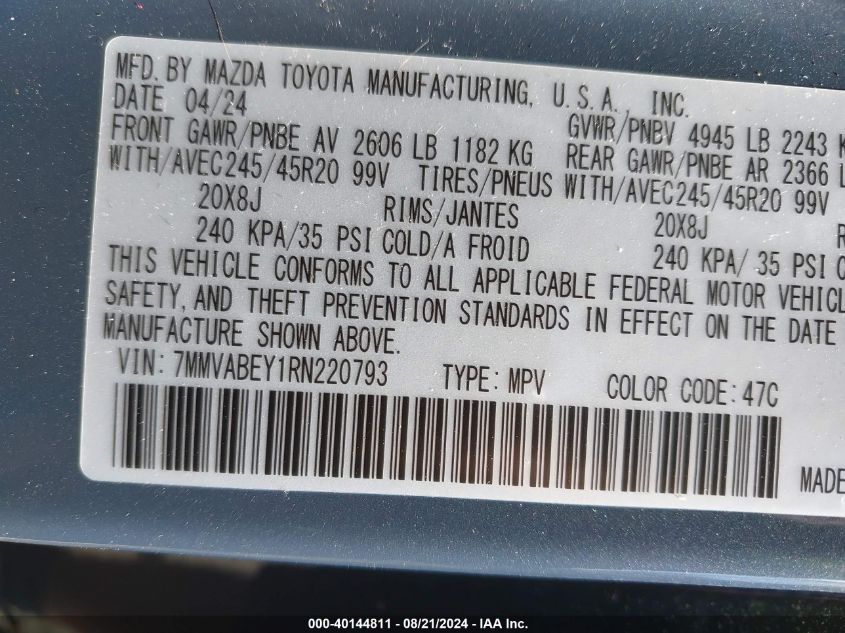 MFD. BY MAZDA TOYOTA MANUFACTURING, U.S.A. INC.
DATE 04/24 GVWR/PNBV 4945 LB 2243 K
FRONT GAWR/PNBE AV 2606 LB 1182 KG REAR GAWR/PNBE AR 2366 L
WITH/AVEC245/45R20 99V TIRES/PNEUS WITH/AVEC245/45R20 99V
20X8J RIMS/JANTES 20X8J R
240 KPA/35 PSI COLD/A FROID 240 KPA/ 35 PSI C
THIS VEHICLE CONFORMS TO ALL APPLICABLE FEDERAL MOTOR VEHICL
SAFETY, AND THEFT PREVENTION STANDARDS IN EFFECT ON THE DATE
MANUFACTURE SHOWN ABOVE.
VIN: 7MMVABEY1RN220793 TYPE: MPV COLOR CODE: 47C
MADE
000-40144811 - 08/21/2024 - IAAI.com